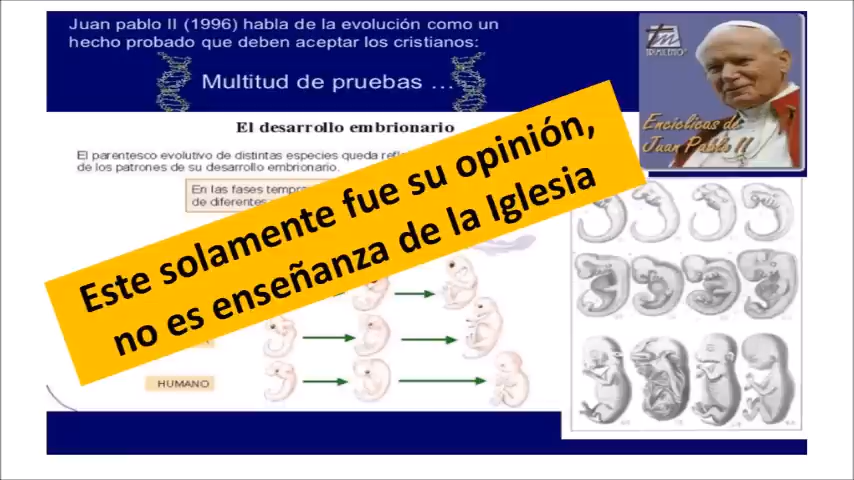 Juan pablo II (1996) habla de la evolución como un
hecho probado que deben aceptar los cristianos:
Multitud de pruebas ...
Encíclicas de
Juan Pablo II
El desarrollo embrionario
El parentesco evolutivo de distintas especies queda
de los patrones de su desarrollo embrionario.
En las fases
de diferentes
Este solamente fue su opinión,
no es enseñanza de la Iglesia
HUMANO